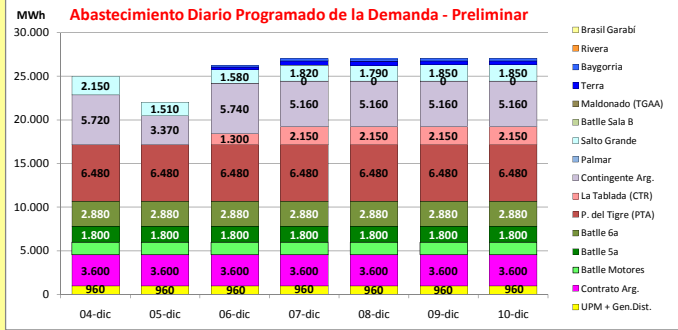 MWh
Abastecimiento Diario Programado de la Demanda - Preliminar
30.000
25.000
20.000
15.000
10.000
5.000
0
2.150 1.510 1.580 1.820 1.790 1.850 1.850
0 0 0 0
5.720 3.370 5.740 5.160 5.160 5.160 5.160
1.300 2.150 2.150 2.150 2.150
6.480 6.480 6.480 6.480 6.480 6.480 6.480
2.880 2.880 2.880 2.880 2.880 2.880 2.880
1.800 1.800 1.800 1.800 1.800 1.800 1.800
3.600 3.600 3.600 3.600 3.600 3.600 3.600
960 960 960 960 960 960 960
04-dic 05-dic 06-dic 07-dic 08-dic 09-dic 10-dic
Brasil Garabí
Rivera
Baygorria
Terra
Maldonado (TGAA)
Batlle Sala B
Salto Grande
Palmar
Contingente Arg.
La Tablada (CTR)
P. del Tigre (PTA)
Batlle 6a
Batlle 5a
Batlle Motores
Contrato Arg.
UPM + Gen.Dist.